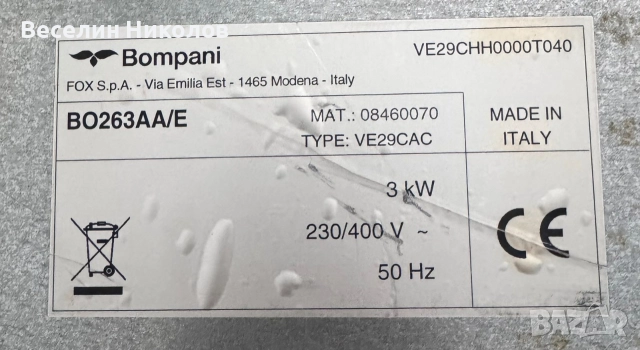 Веселин Николов
Bompani
VE29CHH0000T040
FOX S.p.A. - Via Emilia Est - 1465 Modena - Italy
BO263AA/E
MAT.: 08460070
TYPE: VE29CAC
MADE IN
ITALY
3 kW
230/400 V ~
50 Hz
CE
BAZAR